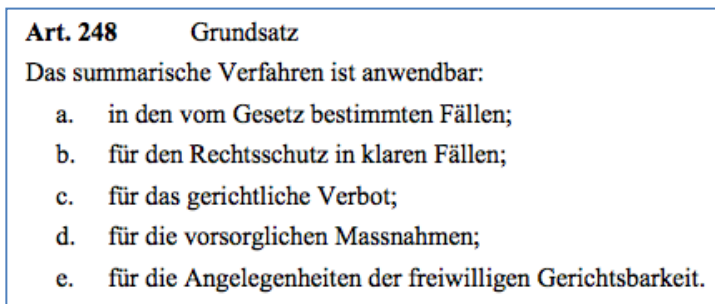 Art. 248 Grundsatz
Das summarische Verfahren ist anwendbar:
a. in den vom Gesetz bestimmten Fällen;
b. für den Rechtsschutz in klaren Fällen;
c. für das gerichtliche Verbot;
d. für die vorsorglichen Massnahmen;
e. für die Angelegenheiten der freiwilligen Gerichtsbarkeit.